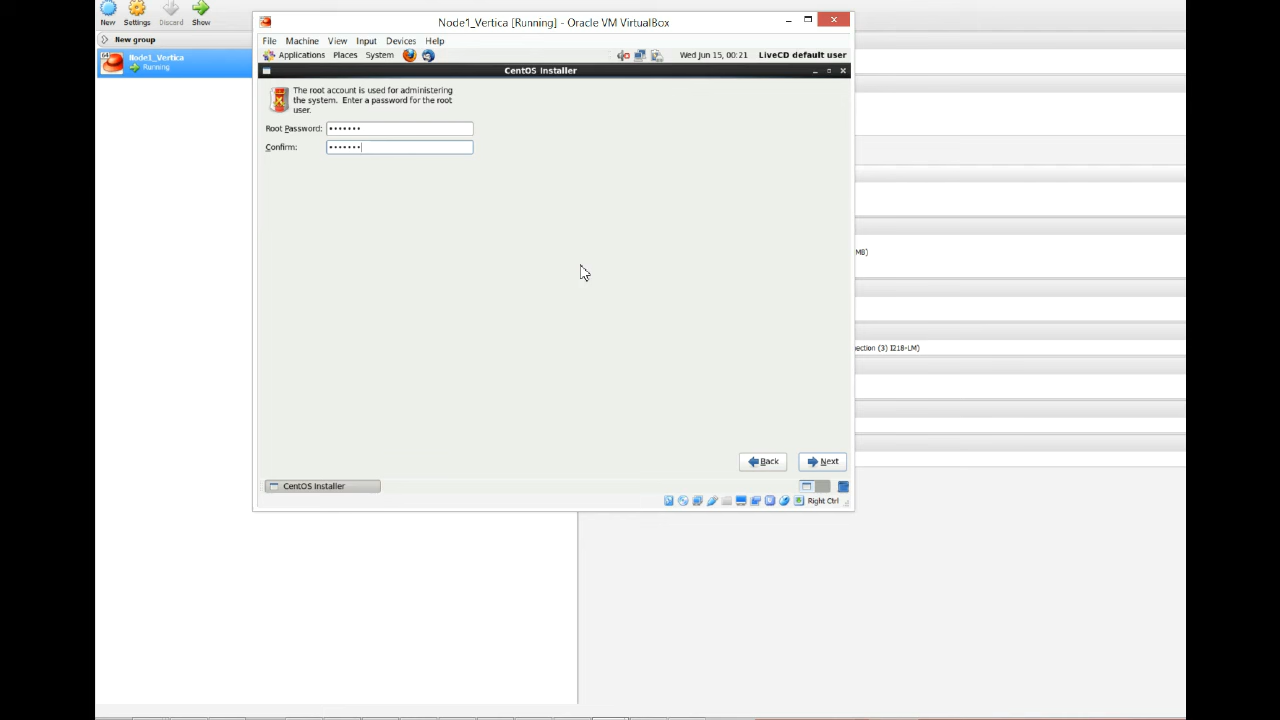 Node1_Vertica [Running] - Oracle VM VirtualBox
New Settings Discard Show
New group
Node1_Vertica
Running
64
File Machine View Input Devices Help
Applications Places System
Wed Jun 15, 00:21 LiveCD default user
CentOS Installer
The root account is used for administering
the system. Enter a password for the root
user.
Root Password: •••••••
Confirm: •••••••
Back Next
CentOS Installer
Right Ctrl
MB)
ection (3) I218-LM)